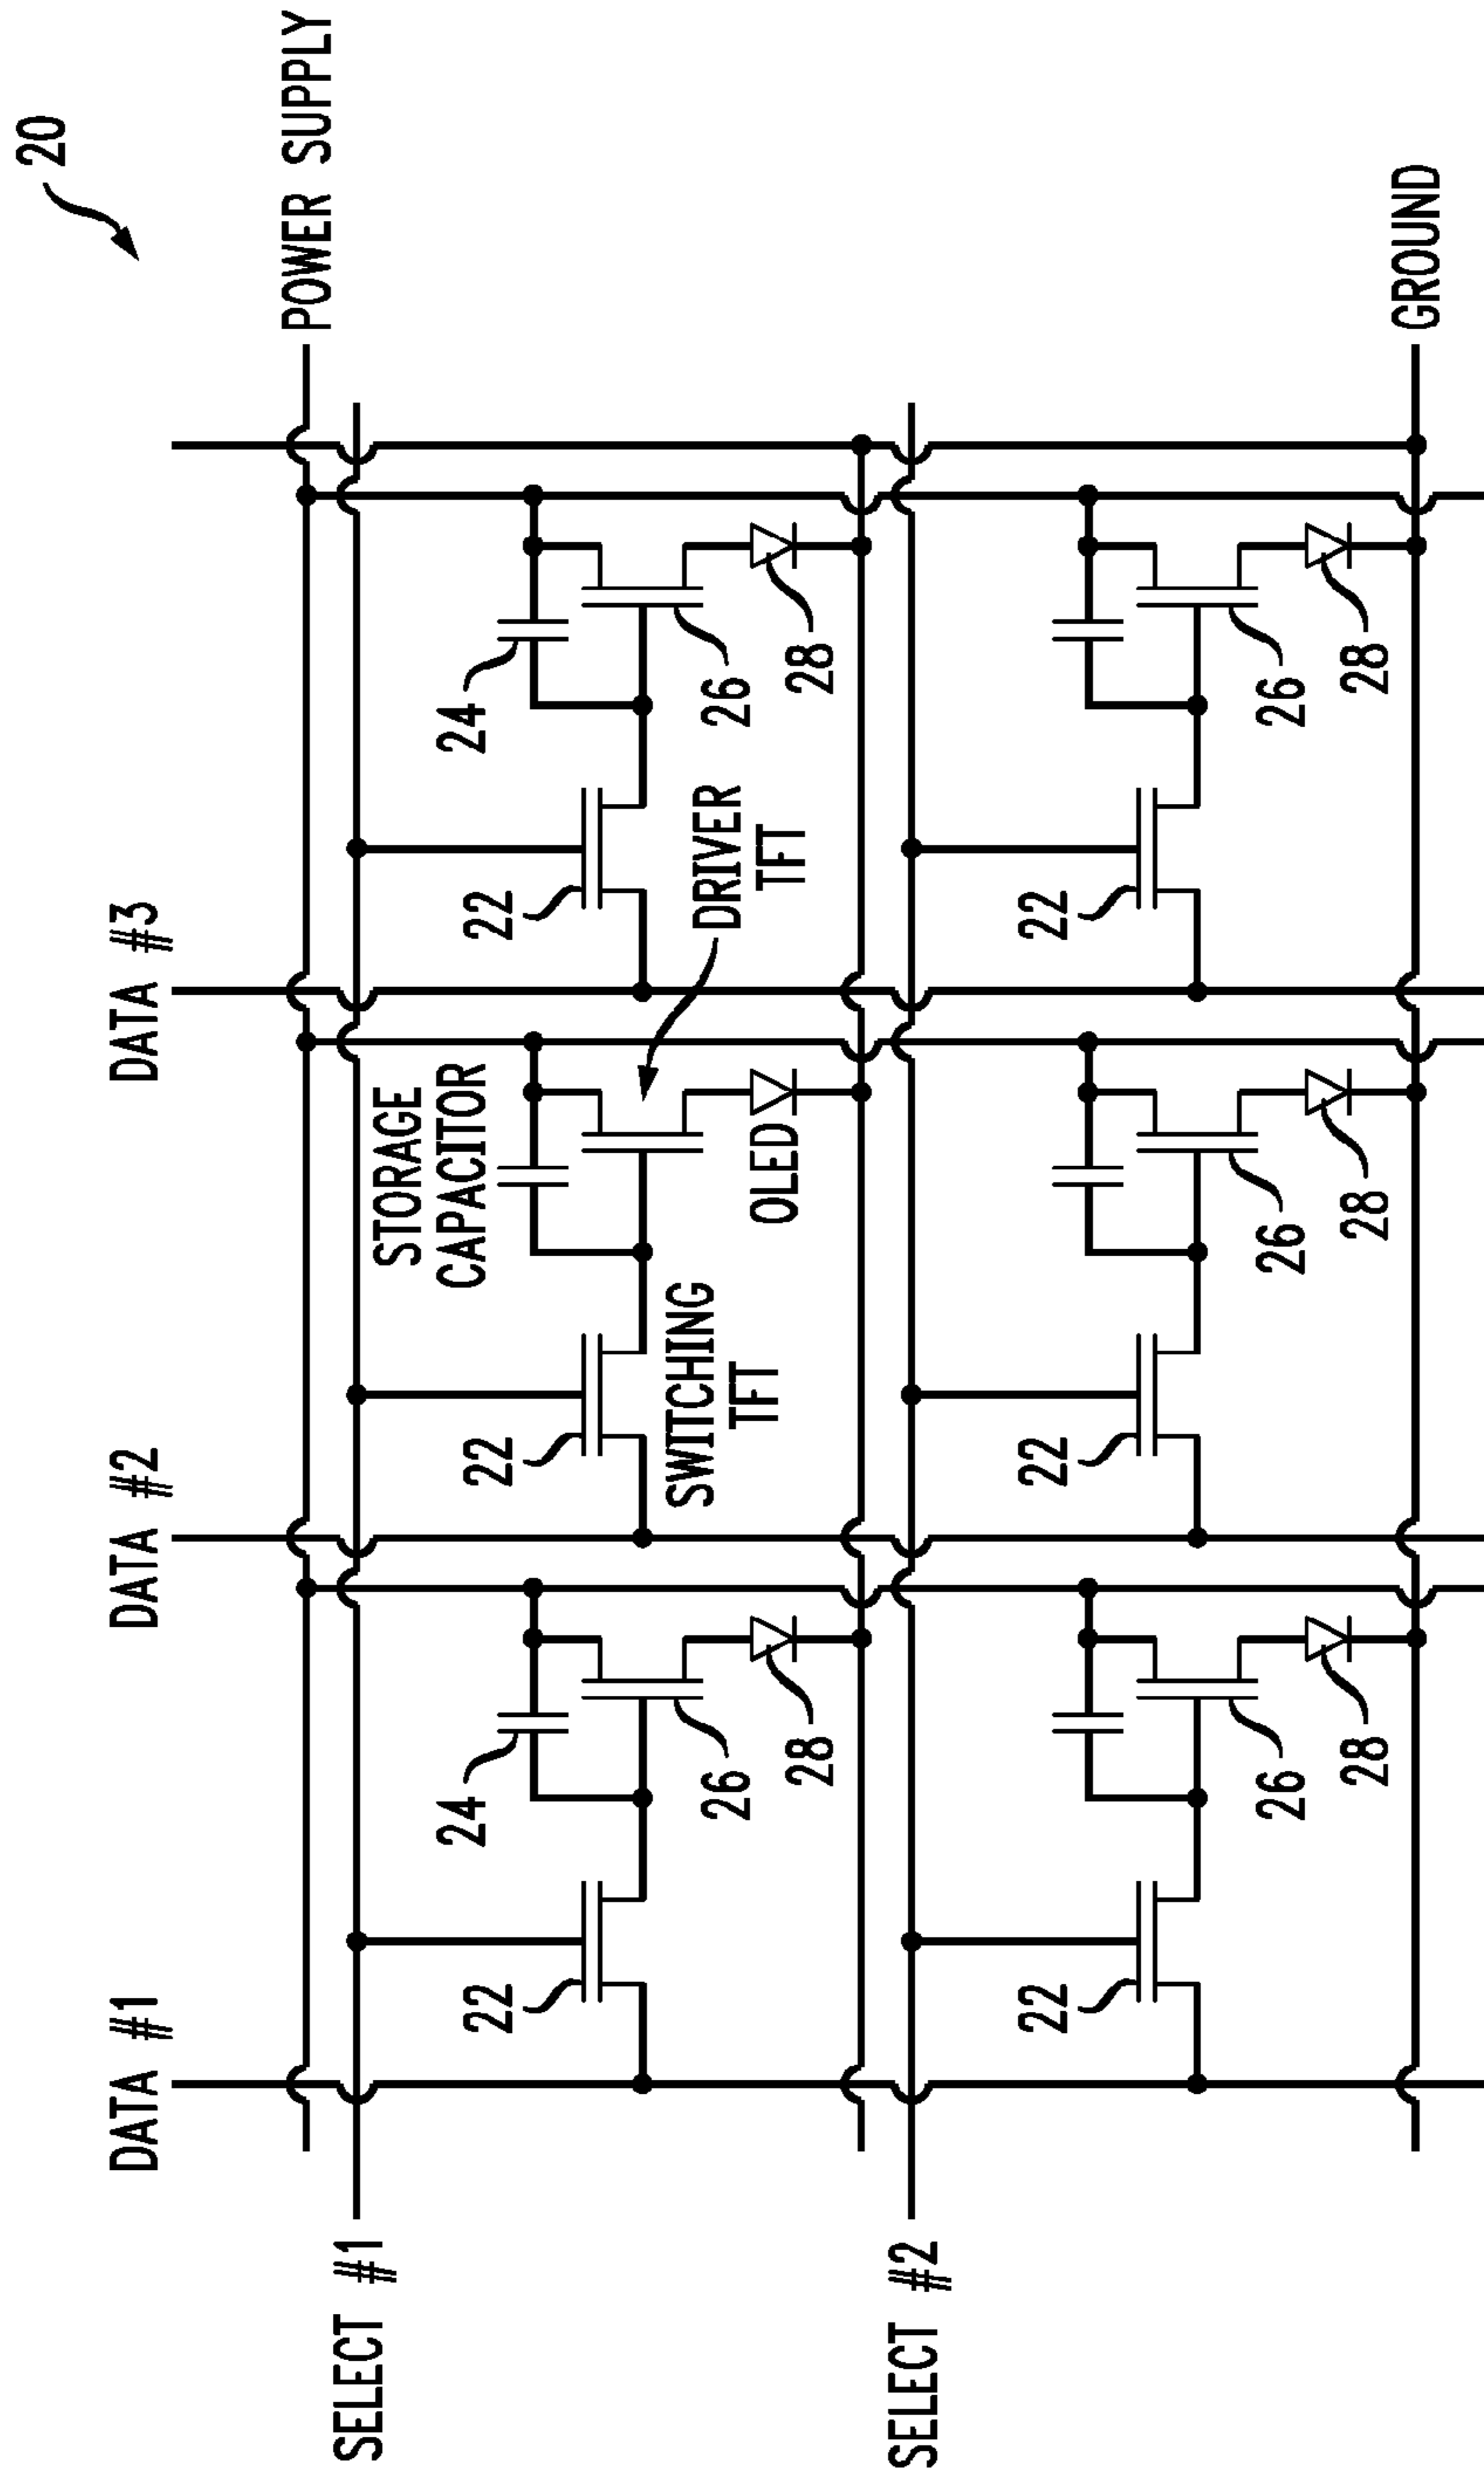 20
DATA #1
DATA #2
DATA #3
POWER SUPPLY
SELECT #1
24
STORAGE
CAPACITOR
24
22
22
22
26
SWITCHING
TFT
DRIVER
TFT
26
28
OLED
28
SELECT #2
22
22
22
26
26
26
28
28
28
GROUND